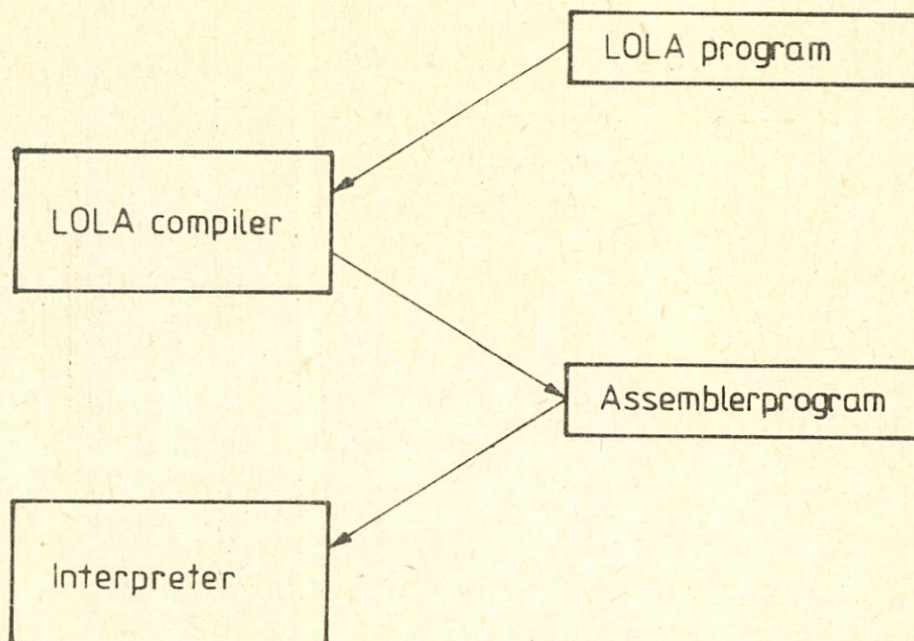 LOLA program
LOLA compiler
Assemblerprogram
Interpreter